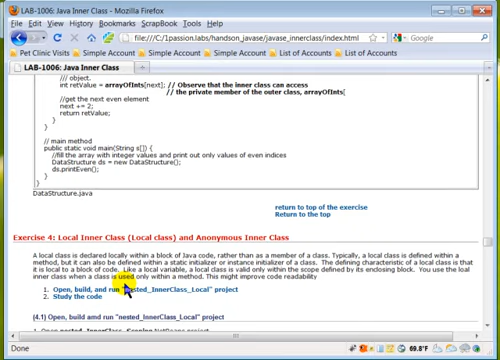 LAB-1006: Java Inner Class - Mozilla Firefox
File Edit View History Bookmarks ScrapBook Tools Help
file:///C:/1passion.labs/handson_javase/javase_innerclass/index.html
Google
Pet Clinic Visits Simple Account Simple Account Simple Account List of Accounts List of Accounts
LAB-1006: Java Inner Class
/// object.
int retValue = arrayOfInts[next]; // Observe that the inner class can access
// the private member of the outer class, arrayOfInts[
//get the next even element
next += 2;
return retValue;
}
}
// main method
public static void main(String s[]) {
//fill the array with integer values and print out only values of even indices
DataStructure ds = new DataStructure();
ds.printEven();
}
}
DataStructure.java
return to top of the exercise
Return to the top
Exercise 4: Local Inner Class (Local class) and Anonymous Inner Class
A local class is declared locally within a block of Java code, rather than as a member of a class. Typically, a local class is defined within a
method, but it can also be defined within a static initializer or instance initializer of a class. The defining characteristic of a local class is that
it is local to a block of code. Like a local variable, a local class is valid only within the scope defined by its enclosing block. You use the loal
inner class when a class is used only within a method. This might improve code readability
1. Open, build, and run "nested_InnerClass_Local" project
2. Study the code
(4.1) Open, build amd run "nested_InnerClass_Local" project
1. Open nested_InnerClass_Scoping NetBeans project
Done
69.8°F